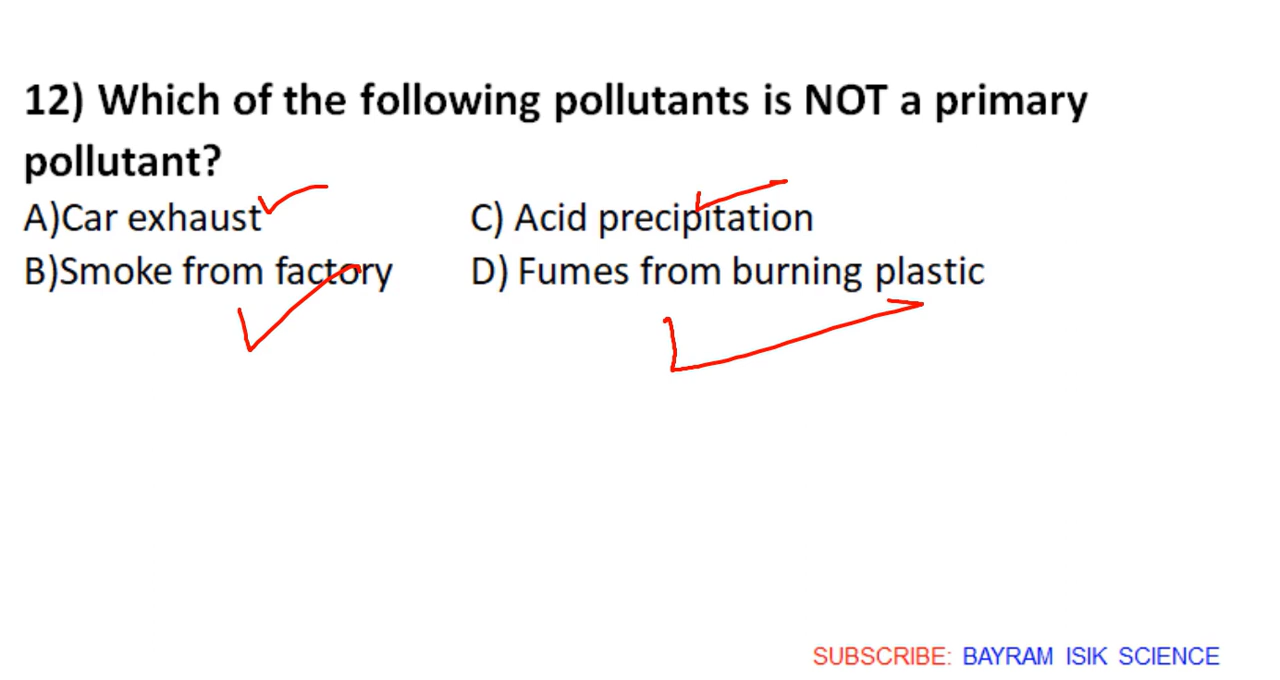 12) Which of the following pollutants is NOT a primary
pollutant?
A)Car exhaust
B)Smoke from factory
C) Acid precipitation
D) Fumes from burning plastic
SUBSCRIBE: BAYRAM ISIK SCIENCE